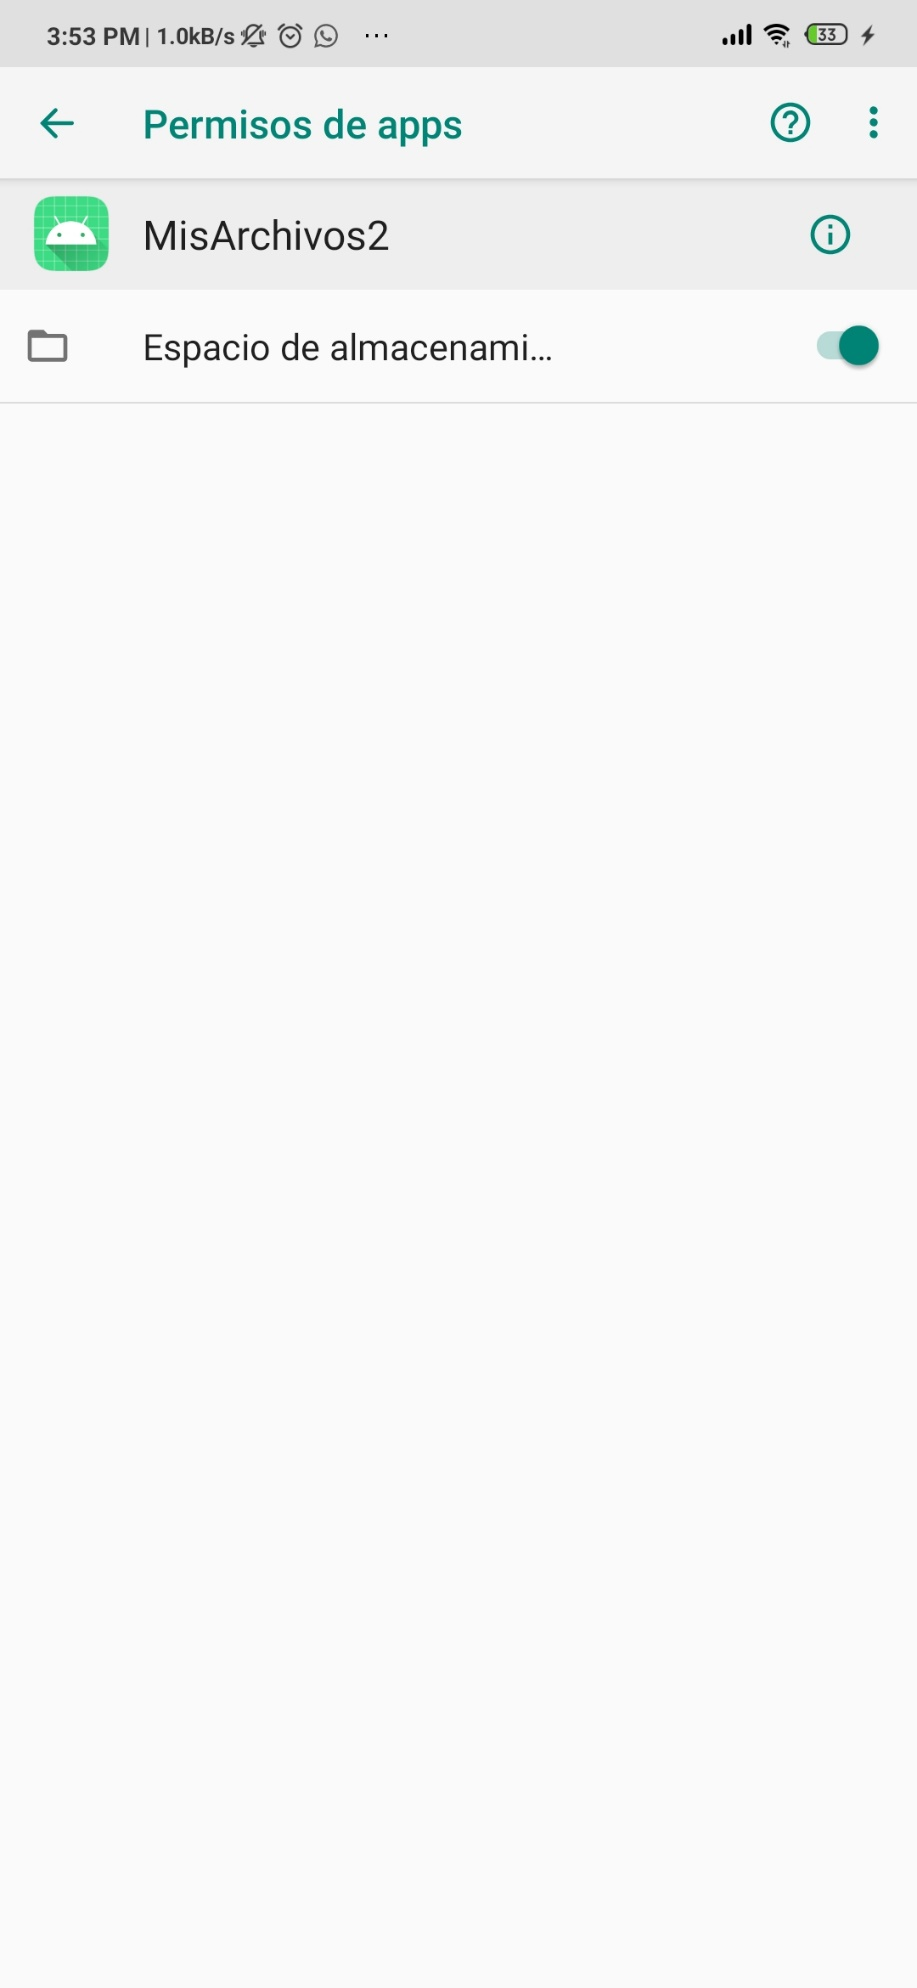 3:53 PM | 1.0kB/s ... 33
Permisos de apps
MisArchivos2
Espacio de almacenami...